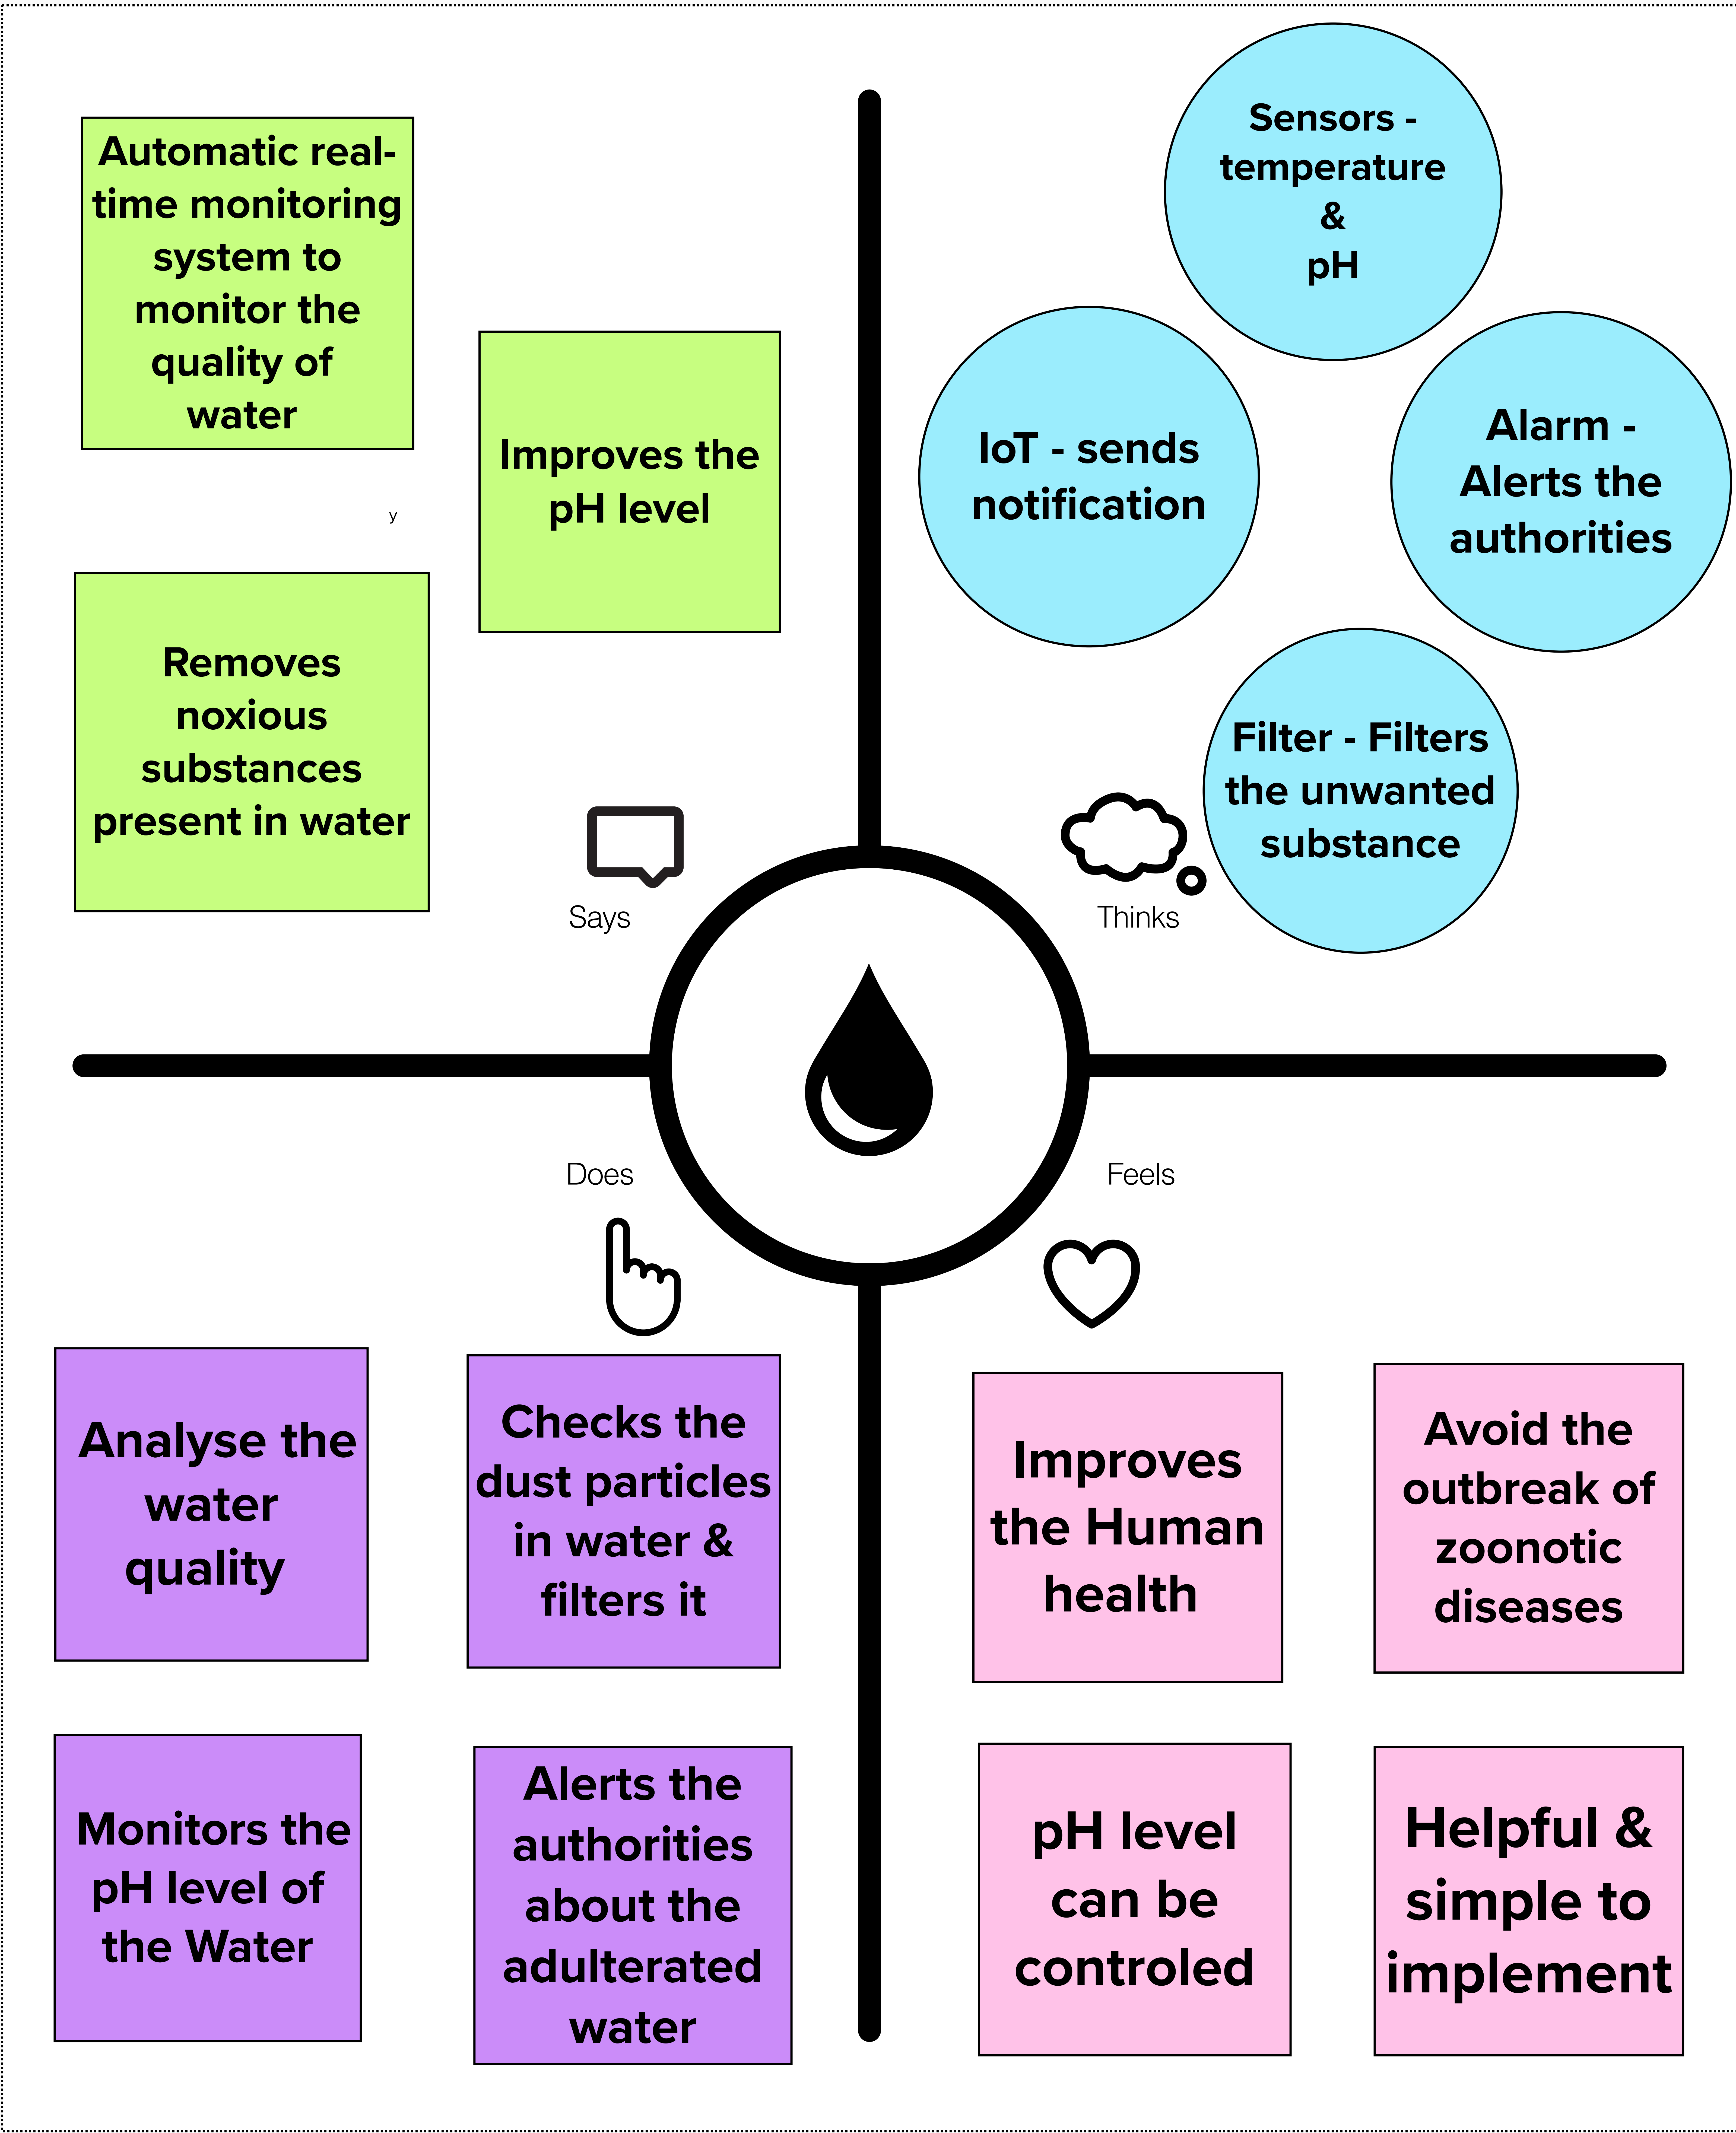 Automatic real-
time monitoring
system to
monitor the
quality of
water
Improves the
pH level
y
Removes
noxious
substances
present in water
Says
Sensors -
temperature
&
pH
IoT - sends
notification
Alarm -
Alerts the
authorities
Filter - Filters
the unwanted
substance
Thinks
Does
Analyse the
water
quality
Checks the
dust particles
in water &
filters it
Monitors the
pH level of
the Water
Alerts the
authorities
about the
adulterated
water
Feels
Improves
the Human
health
Avoid the
outbreak of
zoonotic
diseases
pH level
can be
controled
Helpful &
simple to
implement